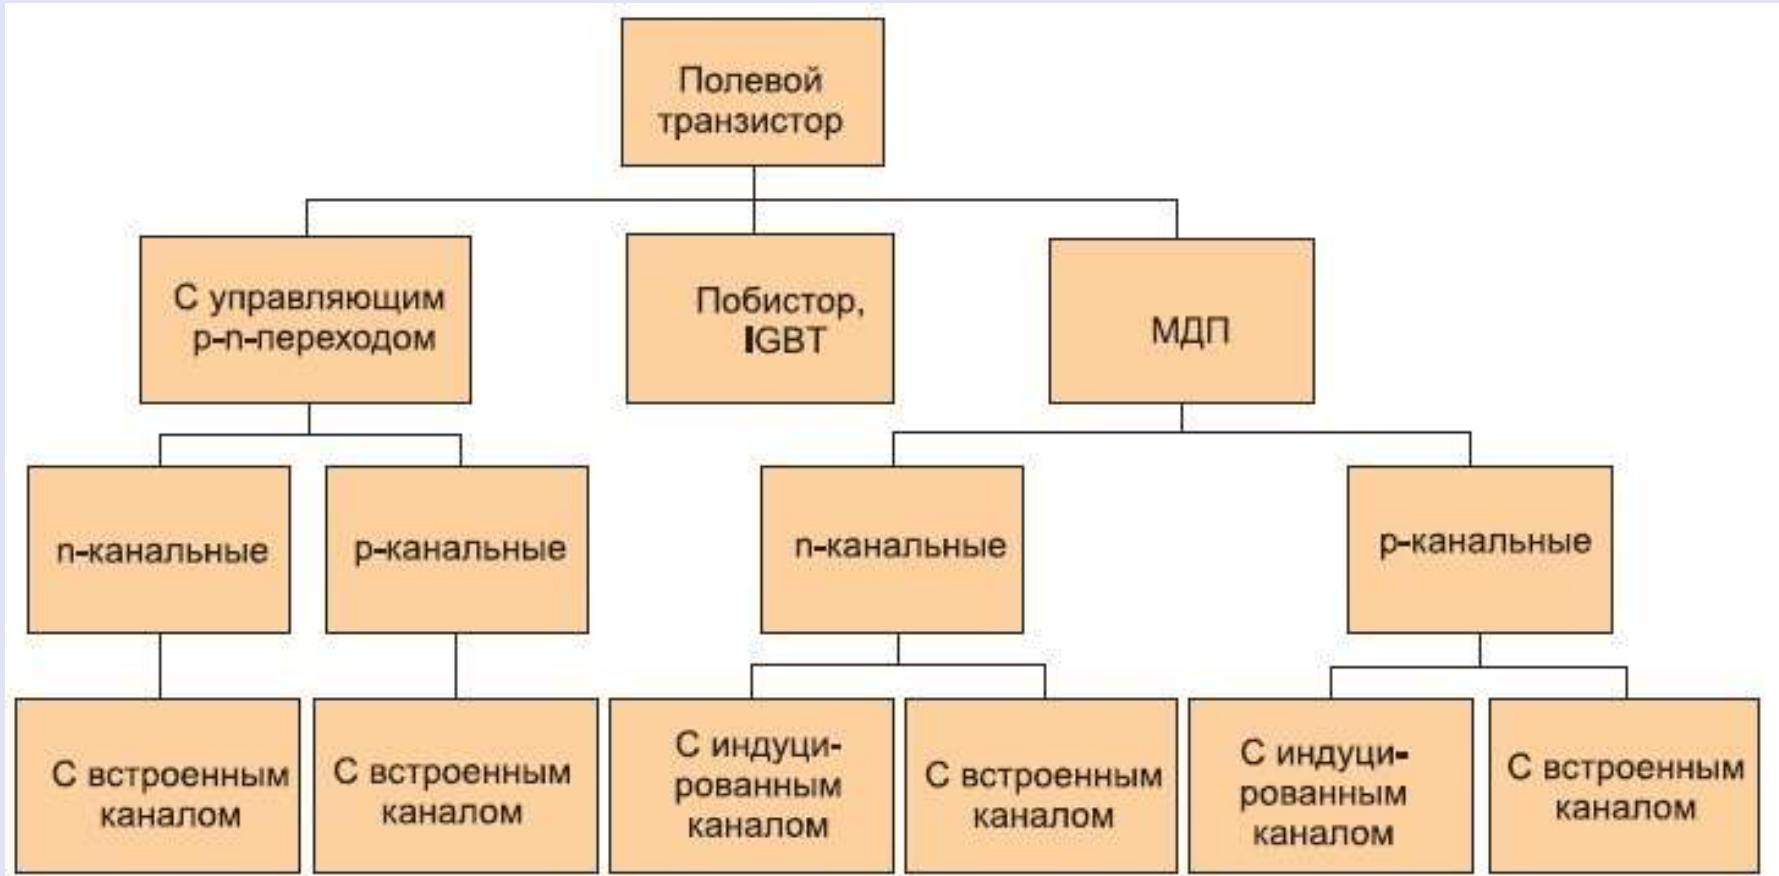 Полевой
транзистор
С управляющим
p-n-переходом
Побистор,
IGBT
МДП
n-канальные
p-канальные
n-канальные
p-канальные
С встроенным
каналом
С встроенным
каналом
С индуци-
рованным
каналом
С встроенным
каналом
С индуци-
рованным
каналом
С встроенным
каналом